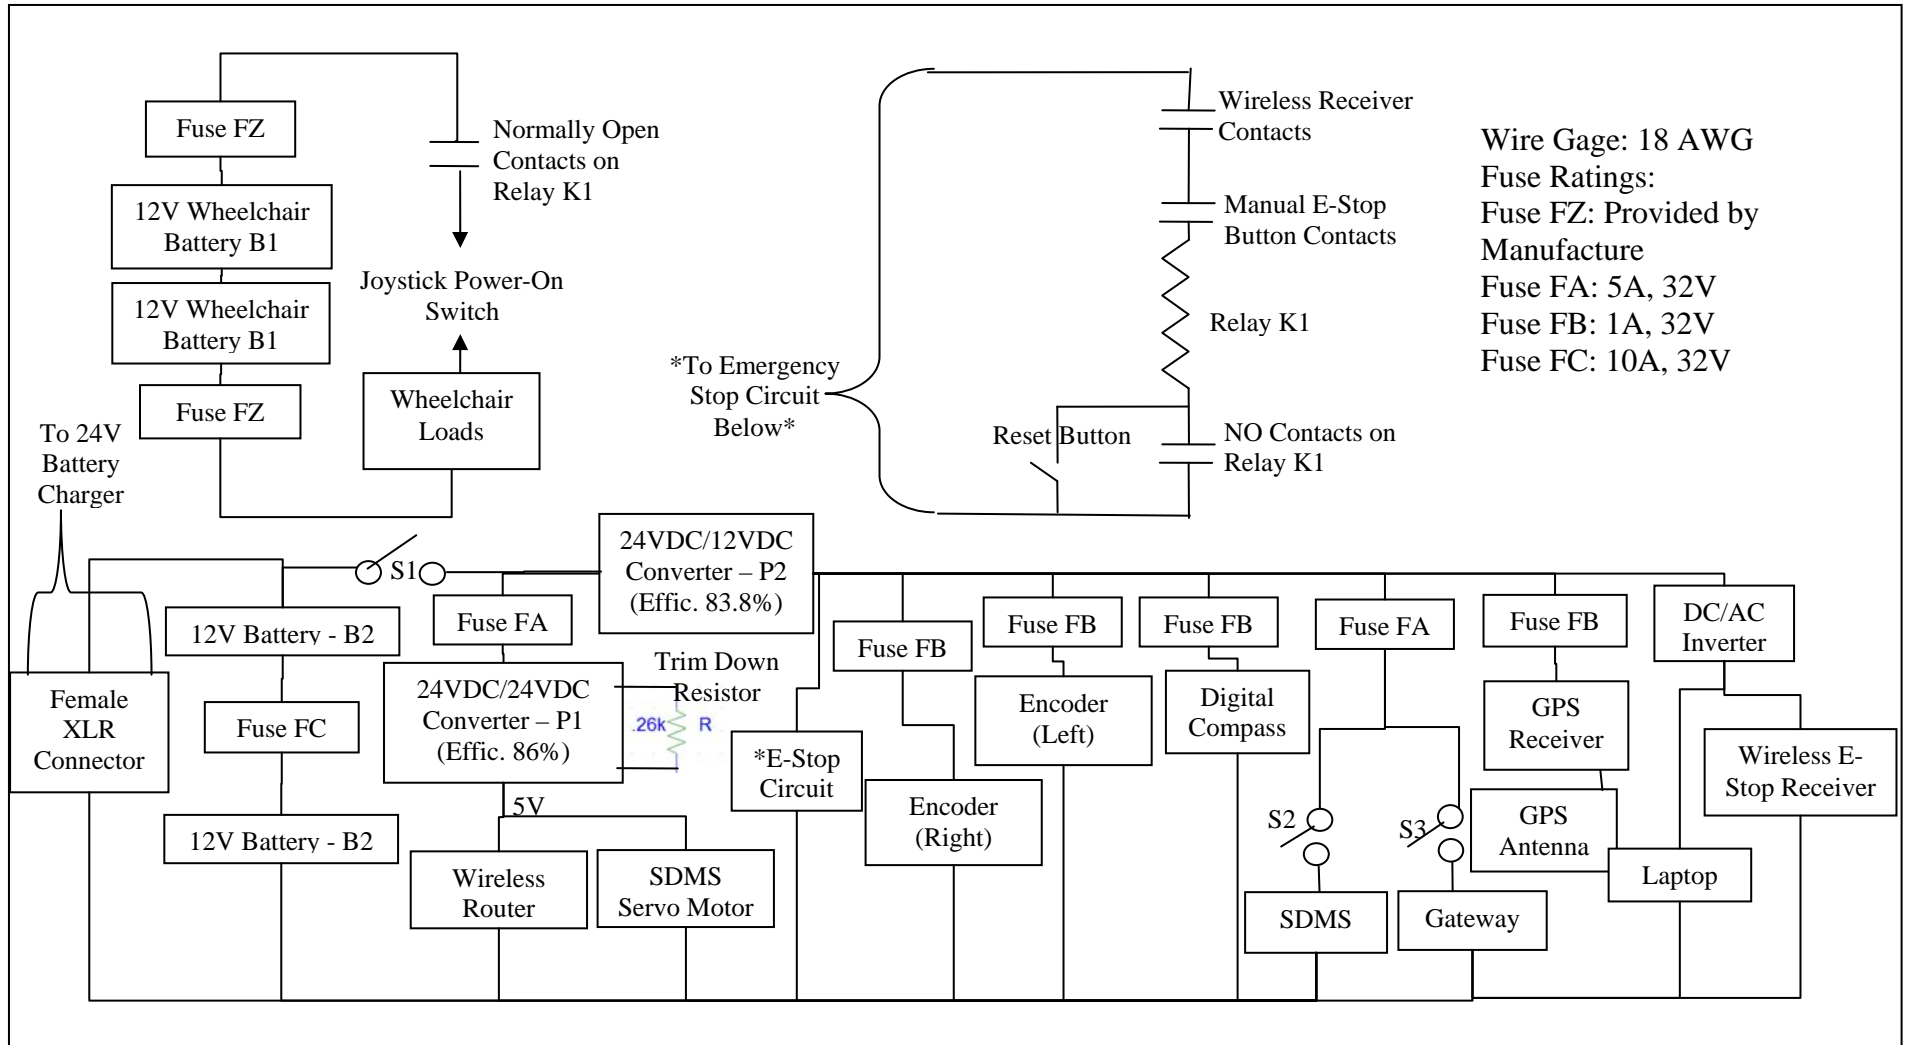 Fuse FZ
12V Wheelchair
Battery B1
12V Wheelchair
Battery B1
Fuse FZ
Normally Open
Contacts on
Relay K1
Joystick Power-On
Switch
Wheelchair
Loads
*To Emergency
Stop Circuit
Below*
Wireless Receiver
Contacts
Manual E-Stop
Button Contacts
Relay K1
Reset Button
NO Contacts on
Relay K1
Wire Gage: 18 AWG
Fuse Ratings:
Fuse FZ: Provided by
Manufacture
Fuse FA: 5A, 32V
Fuse FB: 1A, 32V
Fuse FC: 10A, 32V
To 24V
Battery
Charger
Female
XLR
Connector
12V Battery - B2
Fuse FC
12V Battery - B2
S1
Fuse FA
24VDC/24VDC
Converter – P1
(Effic. 86%)
Trim Down
Resistor
.26k
R
5V
Wireless
Router
SDMS
Servo Motor
24VDC/12VDC
Converter – P2
(Effic. 83.8%)
*E-Stop
Circuit
Fuse FB
Encoder
(Right)
Fuse FB
Encoder
(Left)
Fuse FB
Digital
Compass
Fuse FA
S2
SDMS
S3
Gateway
Fuse FB
GPS
Receiver
GPS
Antenna
DC/AC
Inverter
Laptop
Wireless E-
Stop Receiver